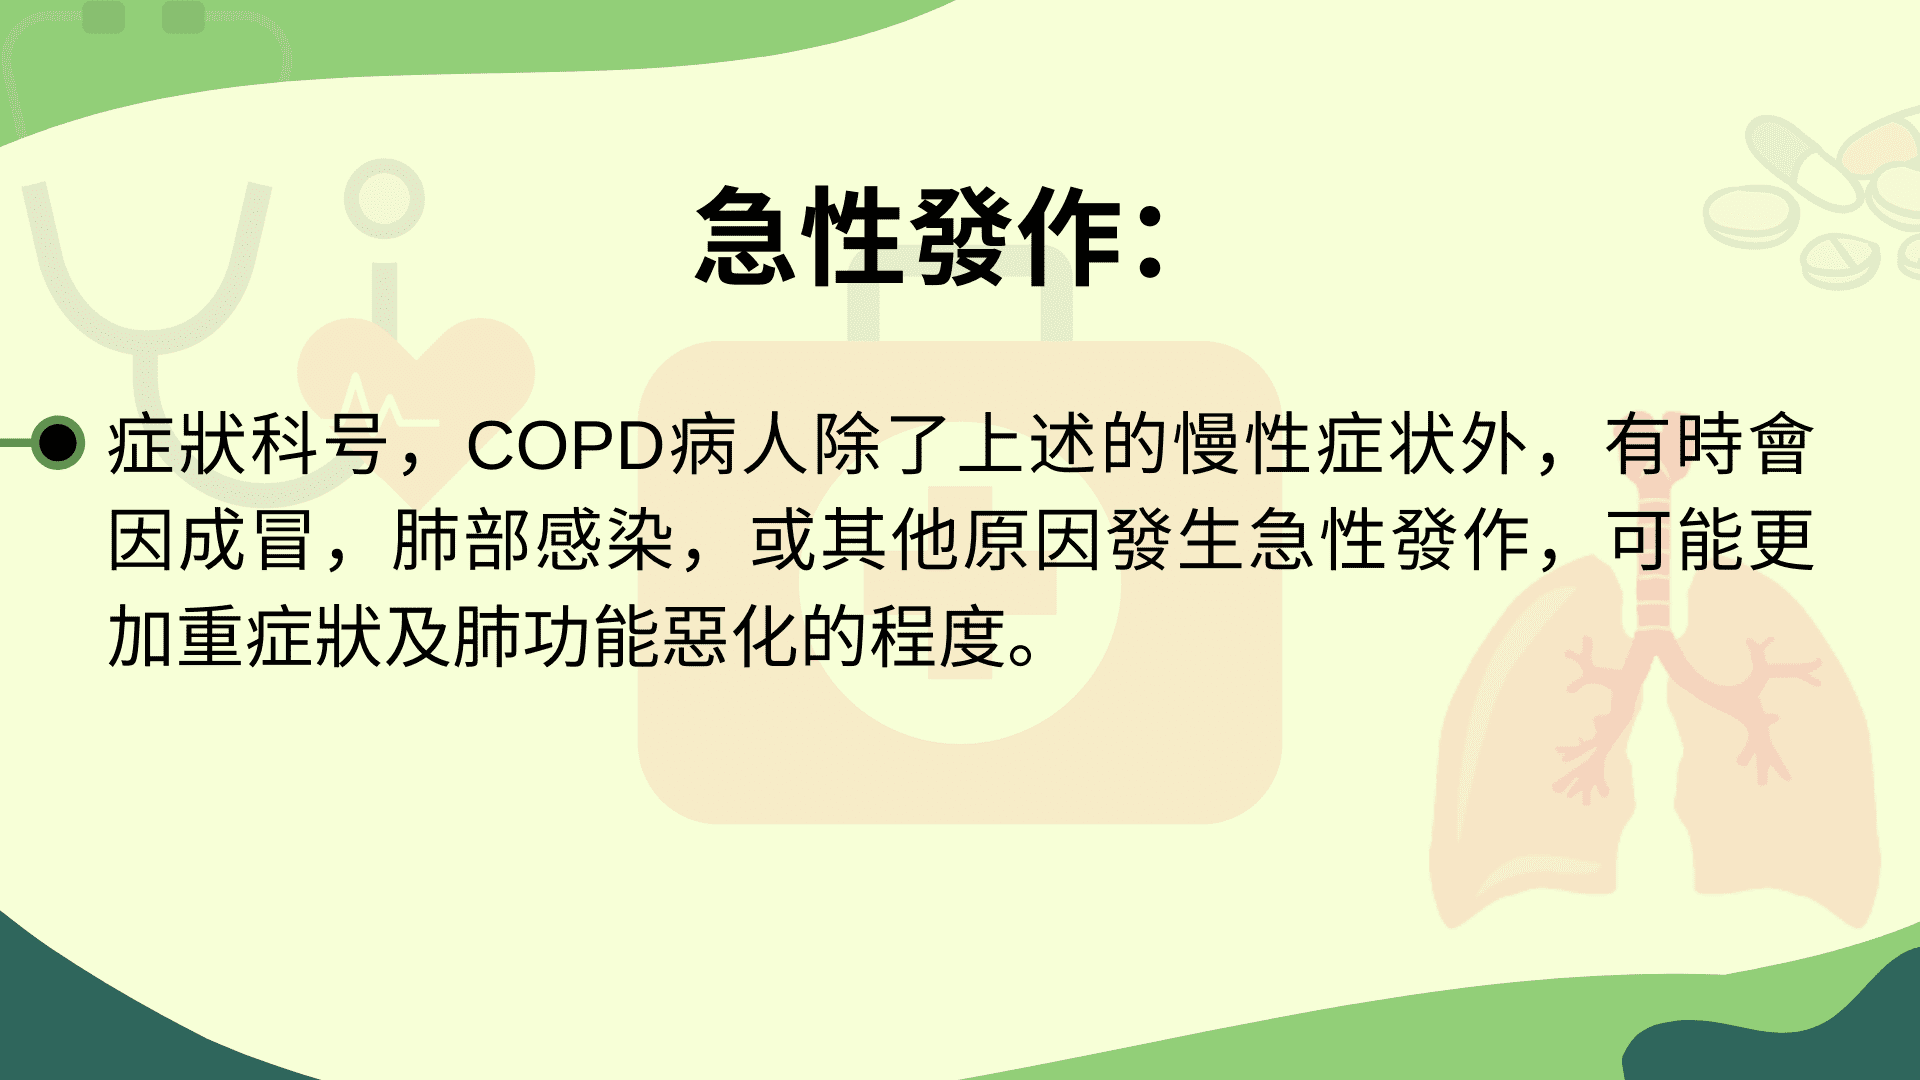 急性發作：
症狀科号，COPD病人除了上述的慢性症状外，有時會
因成冒，肺部感染，或其他原因發生急性發作，可能更
加重症狀及肺功能惡化的程度。